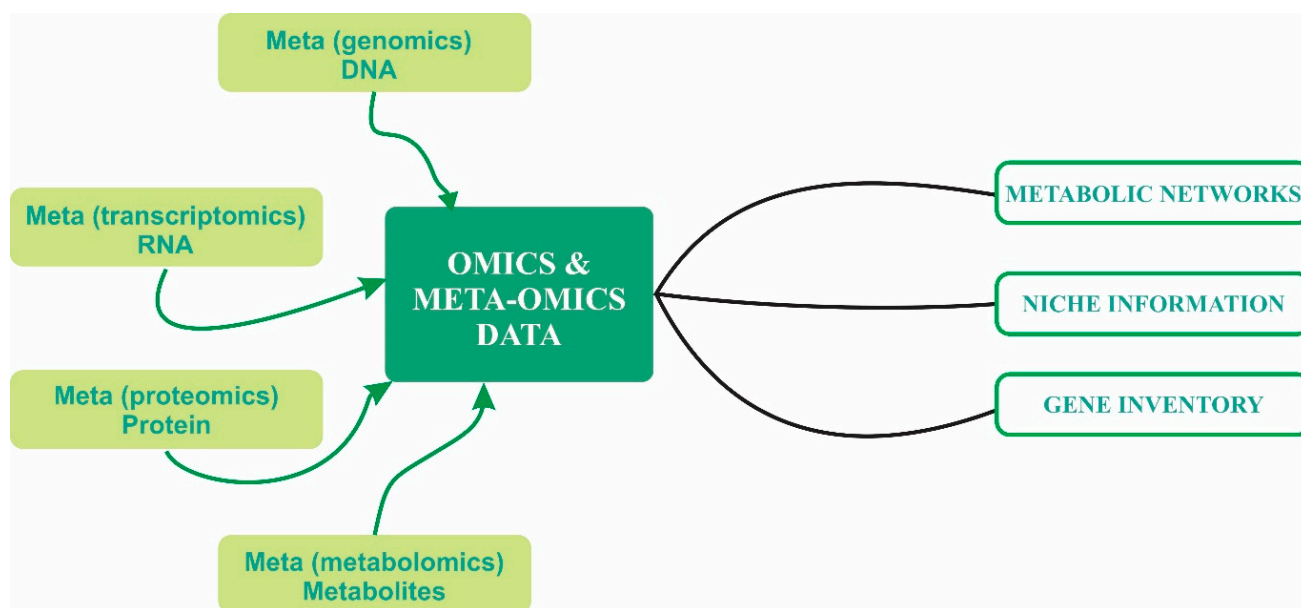 Meta (genomics)
DNA
Meta (transcriptomics)
RNA
Meta (proteomics)
Protein
Meta (metabolomics)
Metabolites
OMICS &
META-OMICS
DATA
METABOLIC NETWORKS
NICHE INFORMATION
GENE INVENTORY